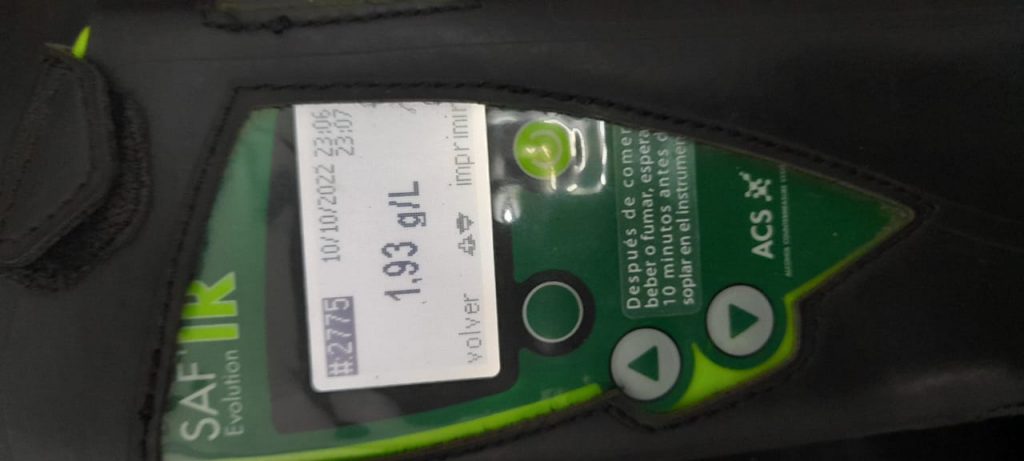 SAF'IR
Evolution
#:2775 10/10/2022 23:06
23:07
1,93 g/L
volver imprimir
Después de comer
beber o fumar, espera
10 minutos antes d
soplar en el instrumen
ACS